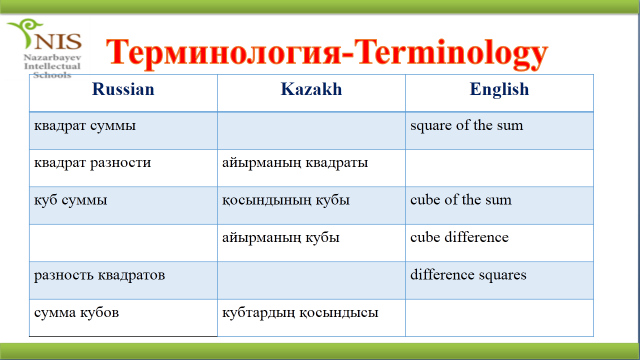 NIS
Nazarbayev
Intellectual
Schools
Терминология-Terminology
Russian Kazakh English
квадрат суммы square of the sum
квадрат разности айырманың квадраты
куб суммы қосындының кубы cube of the sum
айырманың кубы cube difference
разность квадратов difference squares
сумма кубов кубтардың қосындысы